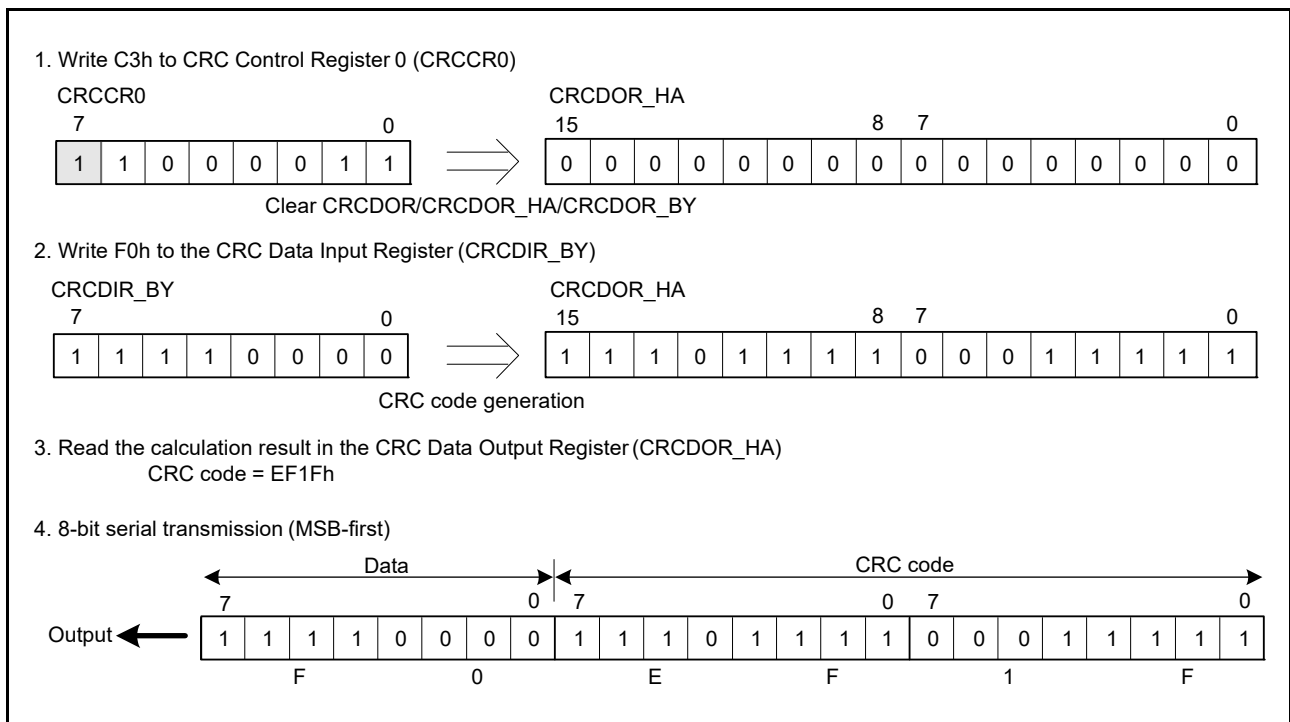 1. Write C3h to CRC Control Register 0 (CRCCR0)
CRCCR0 CRCDOR_HA
7 0 15 8 7 0
1 1 0 0 0 0 1 1 0 0 0 0 0 0 0 0 0 0 0 0 0 0 0 0
Clear CRCDOR/CRCDOR_HA/CRCDOR_BY
2. Write F0h to the CRC Data Input Register (CRCDIR_BY)
CRCDIR_BY CRCDOR_HA
7 0 15 8 7 0
1 1 1 1 0 0 0 0 1 1 1 0 1 1 1 1 0 0 0 1 1 1 1 1
CRC code generation
3. Read the calculation result in the CRC Data Output Register (CRCDOR_HA)
CRC code = EF1Fh
4. 8-bit serial transmission (MSB-first)
Data CRC code
7 0 7 0 7 0
Output 1 1 1 1 0 0 0 0 1 1 1 0 1 1 1 1 0 0 0 1 1 1 1 1
F 0 E F 1 F